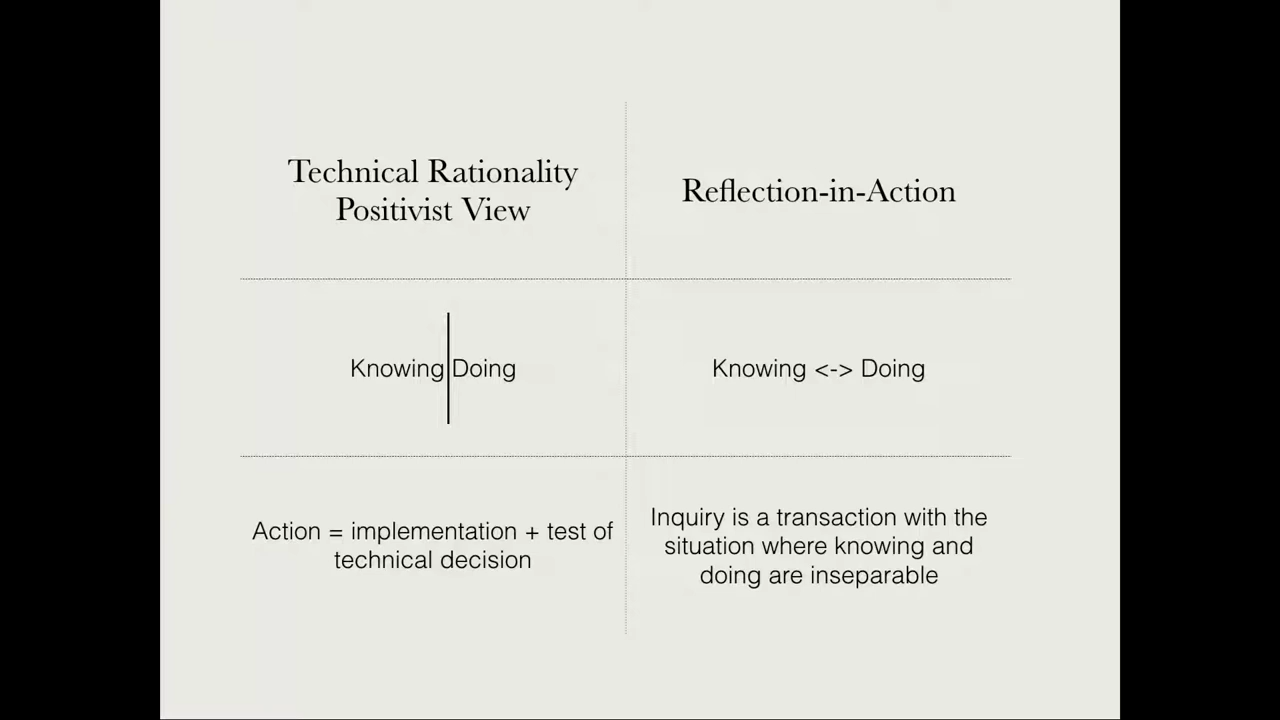 Technical Rationality
Positivist View
Reflection-in-Action
Knowing Doing
Knowing <-> Doing
Action = implementation + test of
technical decision
Inquiry is a transaction with the
situation where knowing and
doing are inseparable